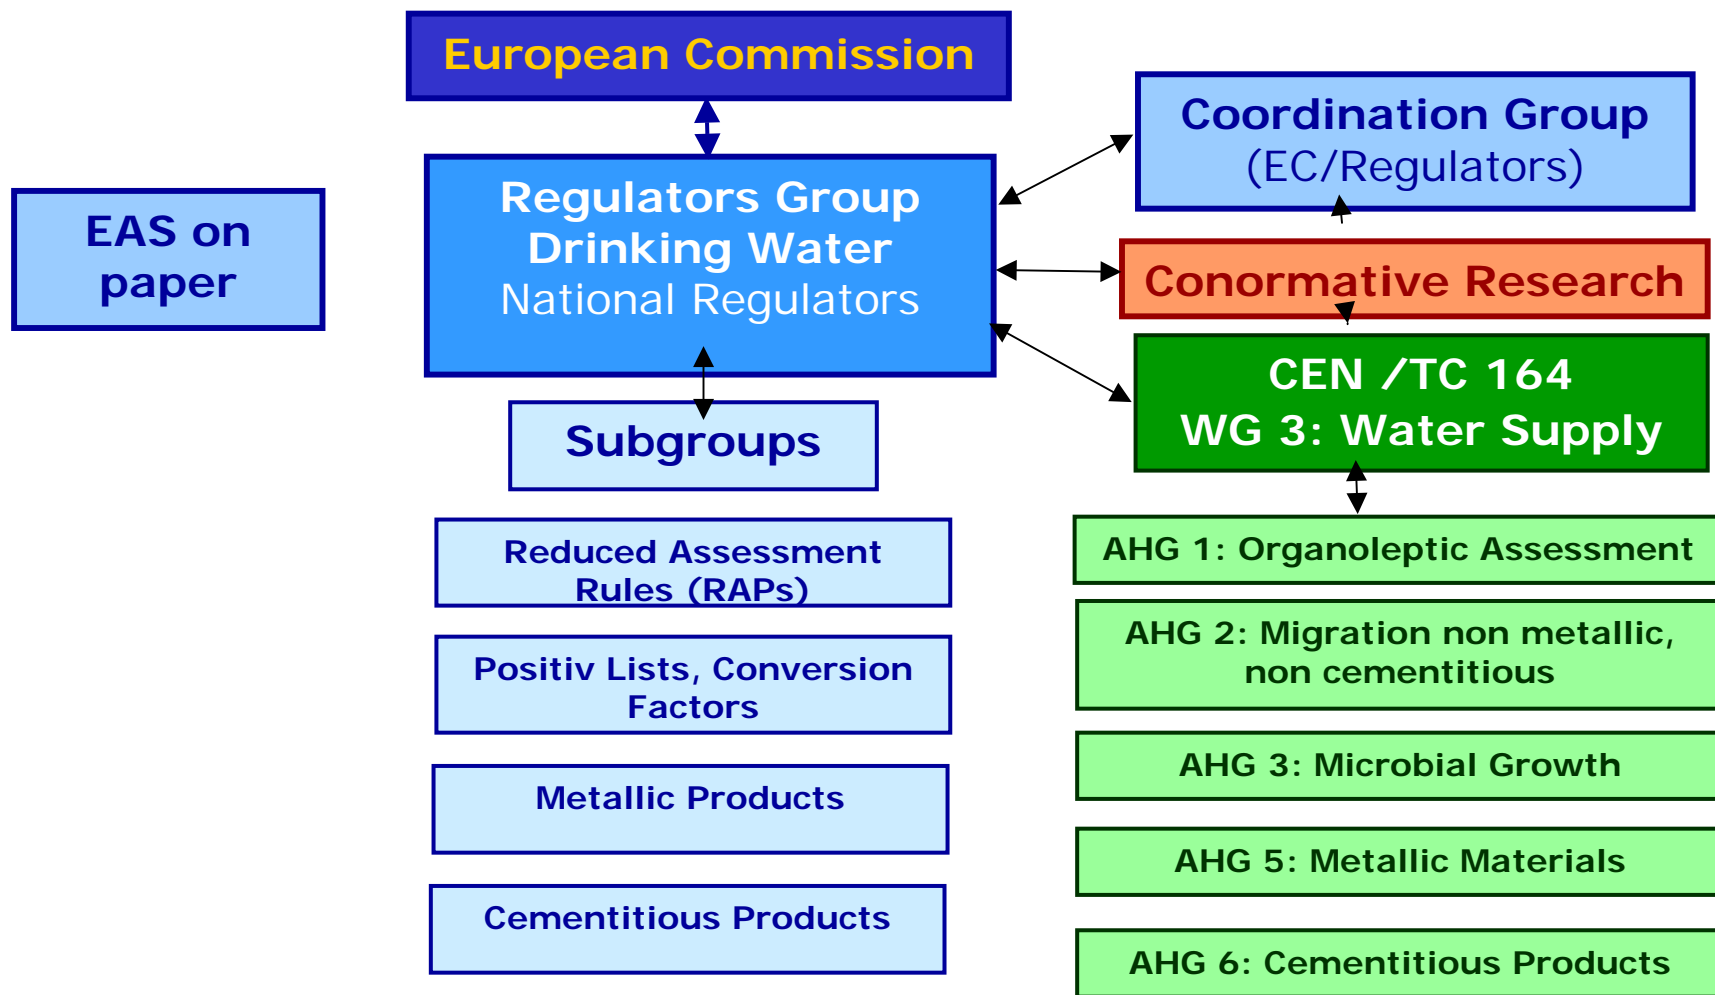 European Commission
Coordination Group
(EC/Regulators)
EAS on
paper
Regulators Group
Drinking Water
National Regulators
Conormative Research
CEN /TC 164
WG 3: Water Supply
Subgroups
Reduced Assessment
Rules (RAPs)
Positiv Lists, Conversion
Factors
Metallic Products
Cementitious Products
AHG 1: Organoleptic Assessment
AHG 2: Migration non metallic,
non cementitious
AHG 3: Microbial Growth
AHG 5: Metallic Materials
AHG 6: Cementitious Products